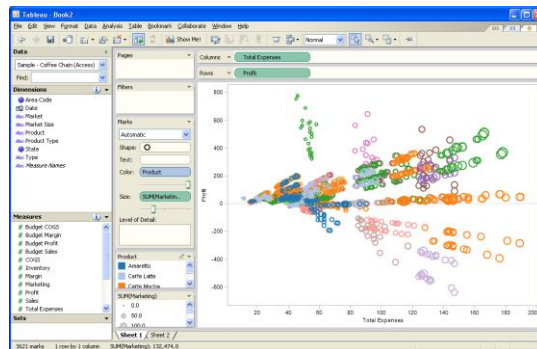 Tableau - Book2
File Edit View Format Data Analysis Table Bookmark Collaborate Window Help
Show Me!
Normal
Data
Sample - Coffee Chain (Access)
Find:
Dimensions
Area Code
Date
Market
Market Size
Product
Product Type
State
Type
Measure Names
Measures
Budget COGS
Budget Margin
Budget Profit
Budget Sales
COGS
Inventory
Margin
Marketing
Profit
Sales
Total Expenses
Sets
Pages
Filters
Marks
Automatic
Shape:
Text:
Color: Product
Size: SUM(Marketin...
Level of Detail:
Product
Amaretto
Caffe Latte
Caffe Mocha
SUM(Marketing)
0.0
50.0
100.0
Columns Total Expenses
Rows Profit
800
600
400
200
0
-200
-400
-600
Profit
20 40 60 80 100 120 140 160 180 200
Total Expenses
Sheet 1 Sheet 2
3621 marks 1 row by 1 column SUM(Marketing): 132,474.0